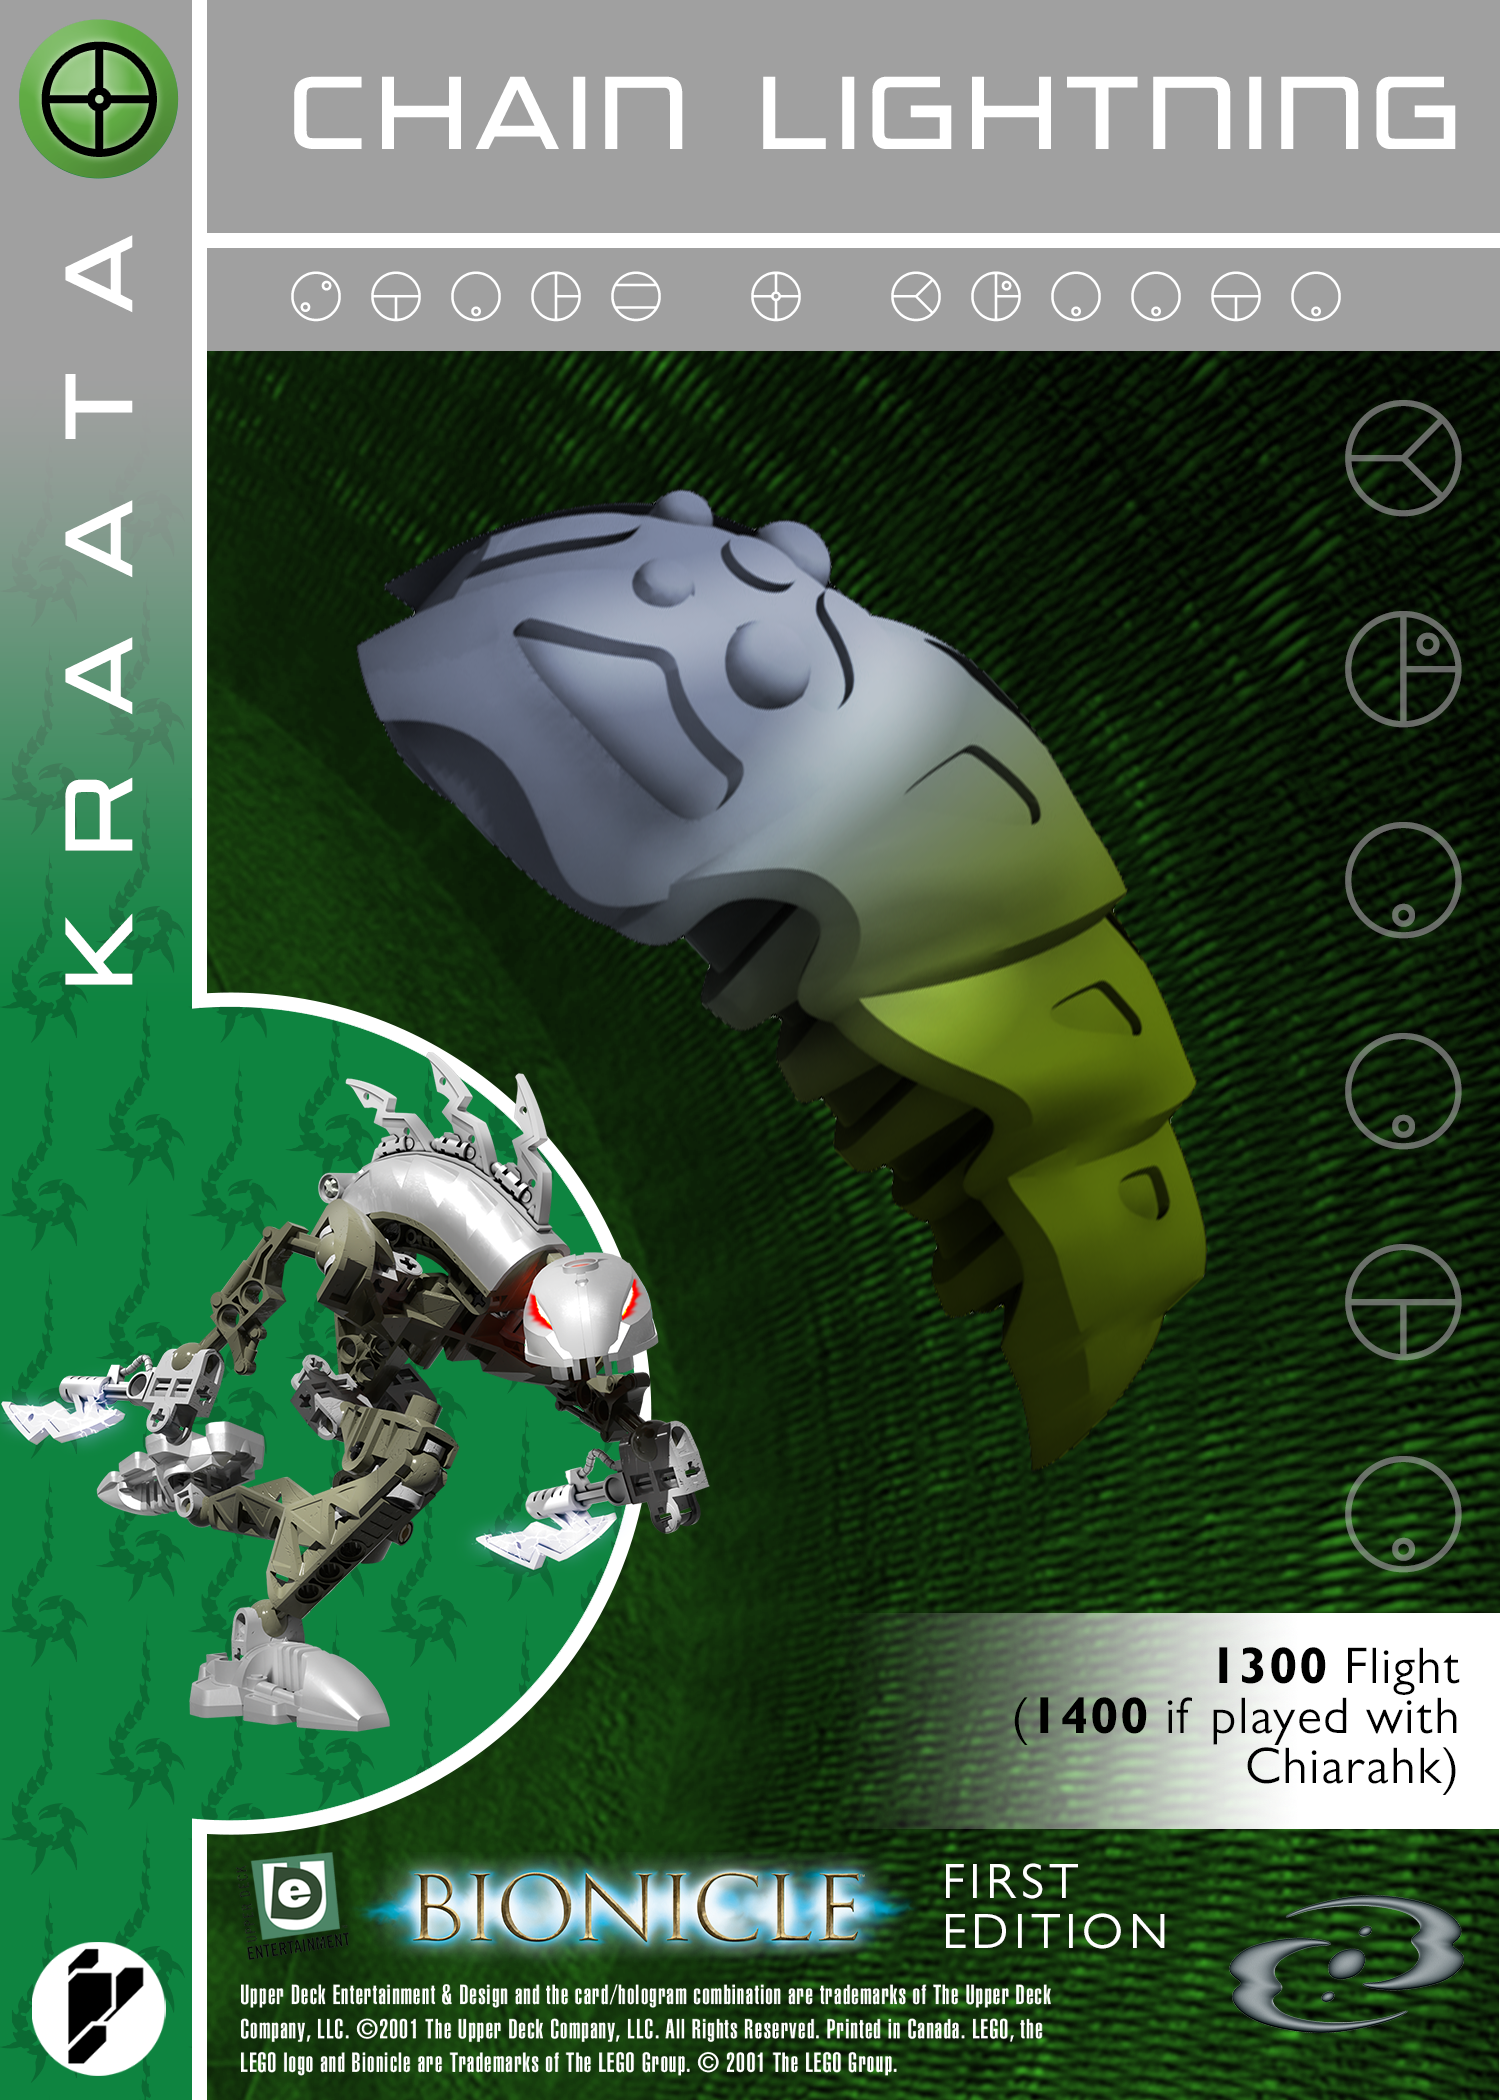 CHAIN LIGHTNING
KRAATA
1300 Flight
(1400 if played with
Chiarahk)
e
ENTERTAINMENT
BIONICLE
FIRST
EDITION
Upper Deck Entertainment & Design and the card/hologram combination are trademarks of The Upper Deck
Company, LLC. ©2001 The Upper Deck Company, LLC. All Rights Reserved. Printed in Canada. LEGO, the
LEGO logo and Bionicle are Trademarks of The LEGO Group. © 2001 The LEGO Group.